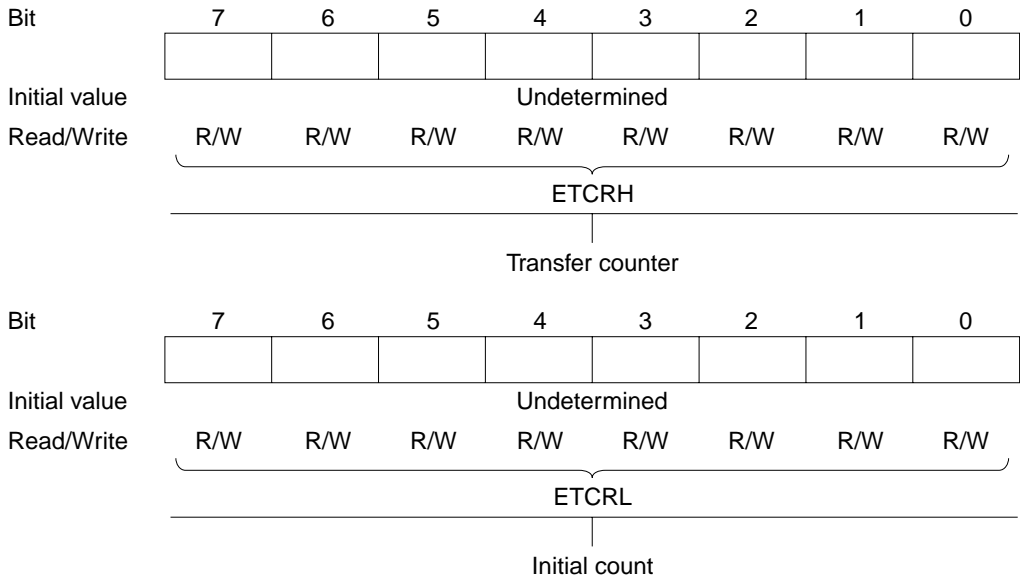 Bit 7 6 5 4 3 2 1 0
Initial value Undetermined
Read/Write R/W R/W R/W R/W R/W R/W R/W R/W
ETCRH
Transfer counter
Bit 7 6 5 4 3 2 1 0
Initial value Undetermined
Read/Write R/W R/W R/W R/W R/W R/W R/W R/W
ETCRL
Initial count